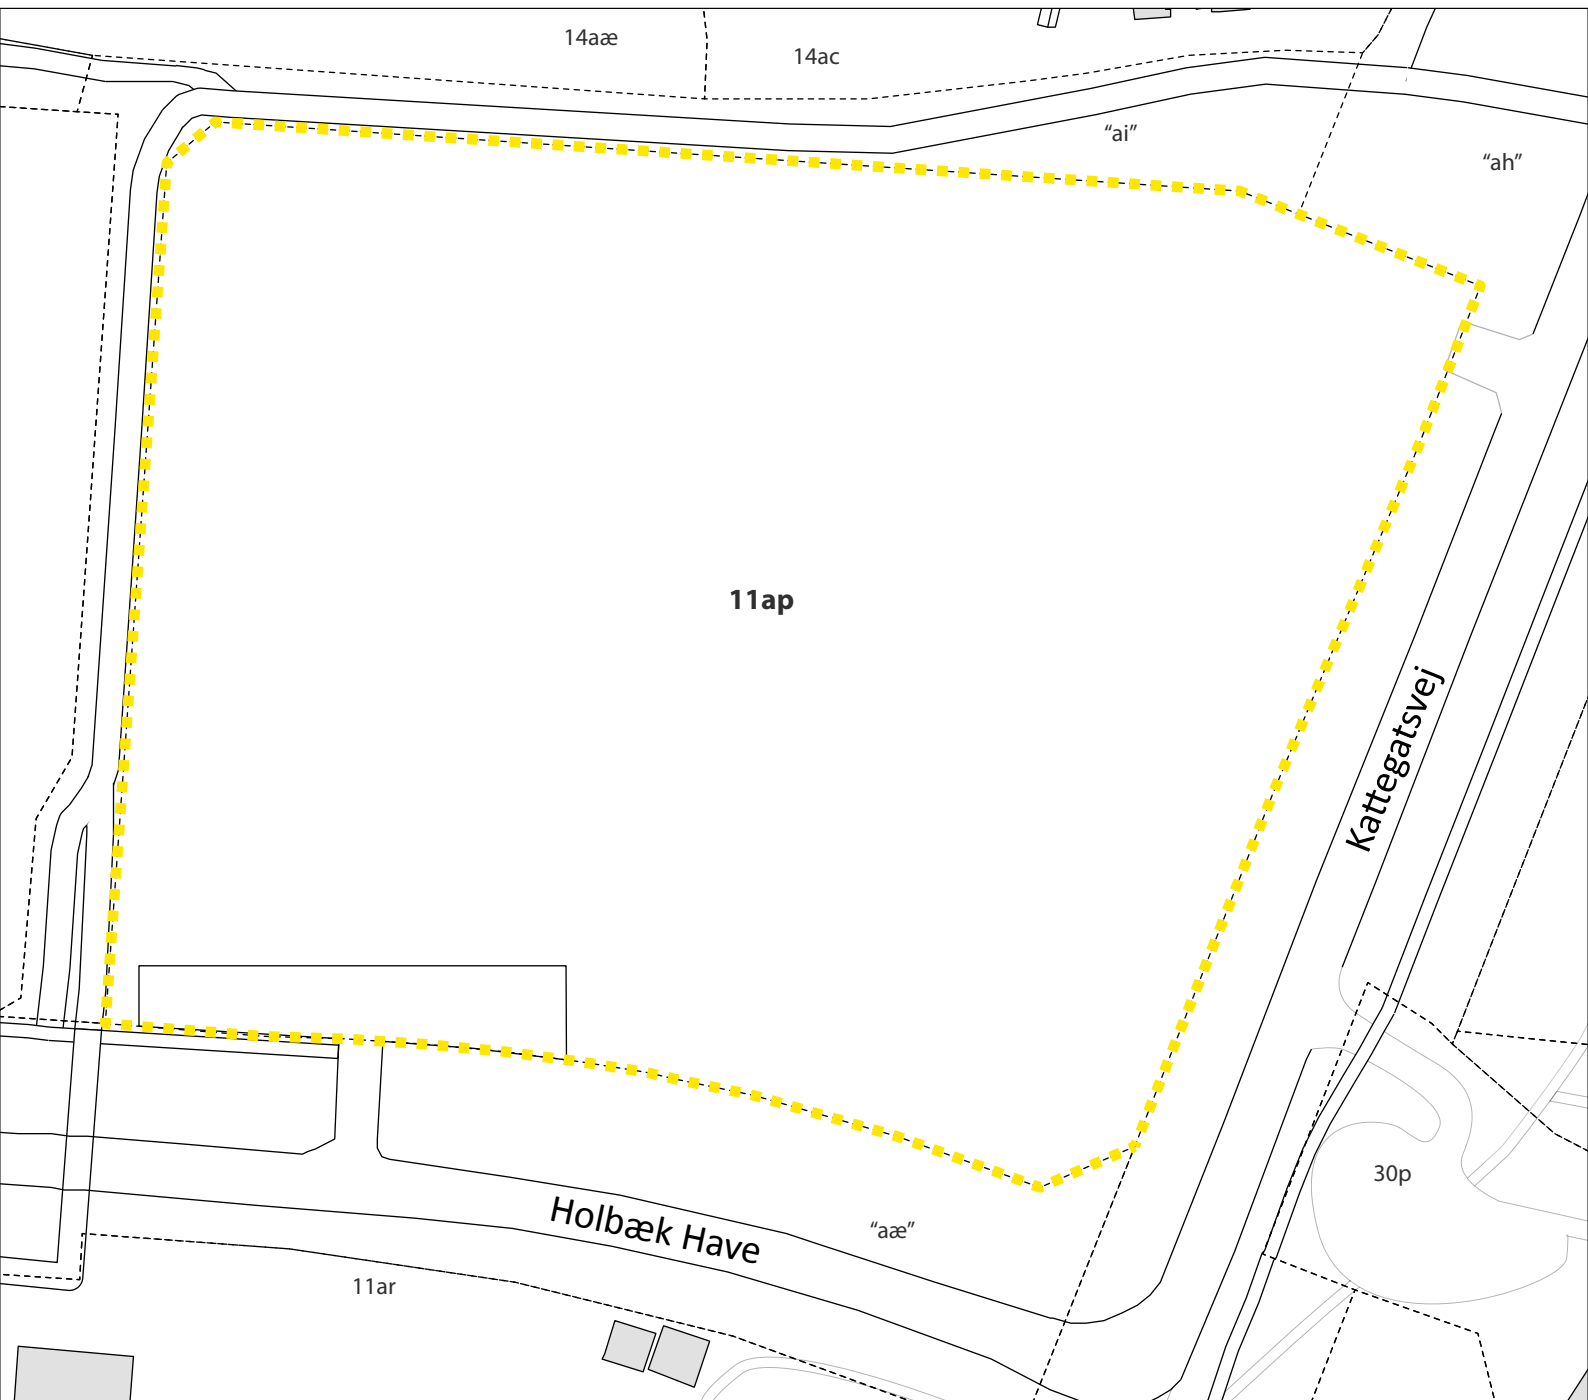 14aæ
14ac
“ai”
“ah”
11ap
Kattegatsvej
30p
Holbæk Have
“aæ”
11ar